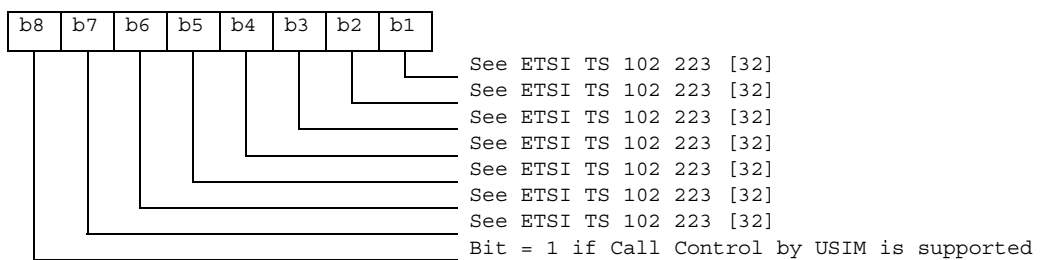 b8 b7 b6 b5 b4 b3 b2 b1
See ETSI TS 102 223 [32]
See ETSI TS 102 223 [32]
See ETSI TS 102 223 [32]
See ETSI TS 102 223 [32]
See ETSI TS 102 223 [32]
See ETSI TS 102 223 [32]
See ETSI TS 102 223 [32]
Bit = 1 if Call Control by USIM is supported